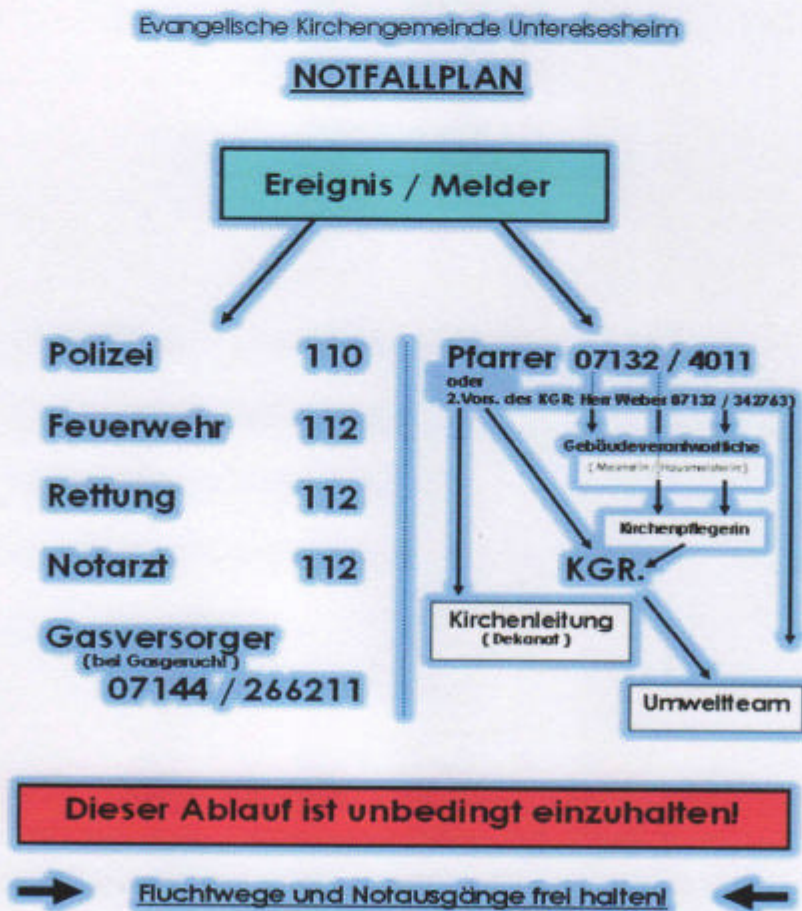 Evangelische Kirchengemeinde Untereisesheim
NOTFALLPLAN
Ereignis / Melder
Polizei 110
Feuerwehr 112
Rettung 112
Notarzt 112
Gasversorger
(bei Gasgeruch!)
07144 / 266211
Pfarrer 07132 / 4011
oder
2.Vors. des KGR; Herr Weber 07132 / 342763)
Gebäudeverantwortliche
( Mesnerin / Hausmeisterin )
Kirchenpflegerin
KGR.
Kirchenleitung
( Dekanat )
Umweltteam
Dieser Ablauf ist unbedingt einzuhalten!
Fluchtwege und Notausgänge frei halten!